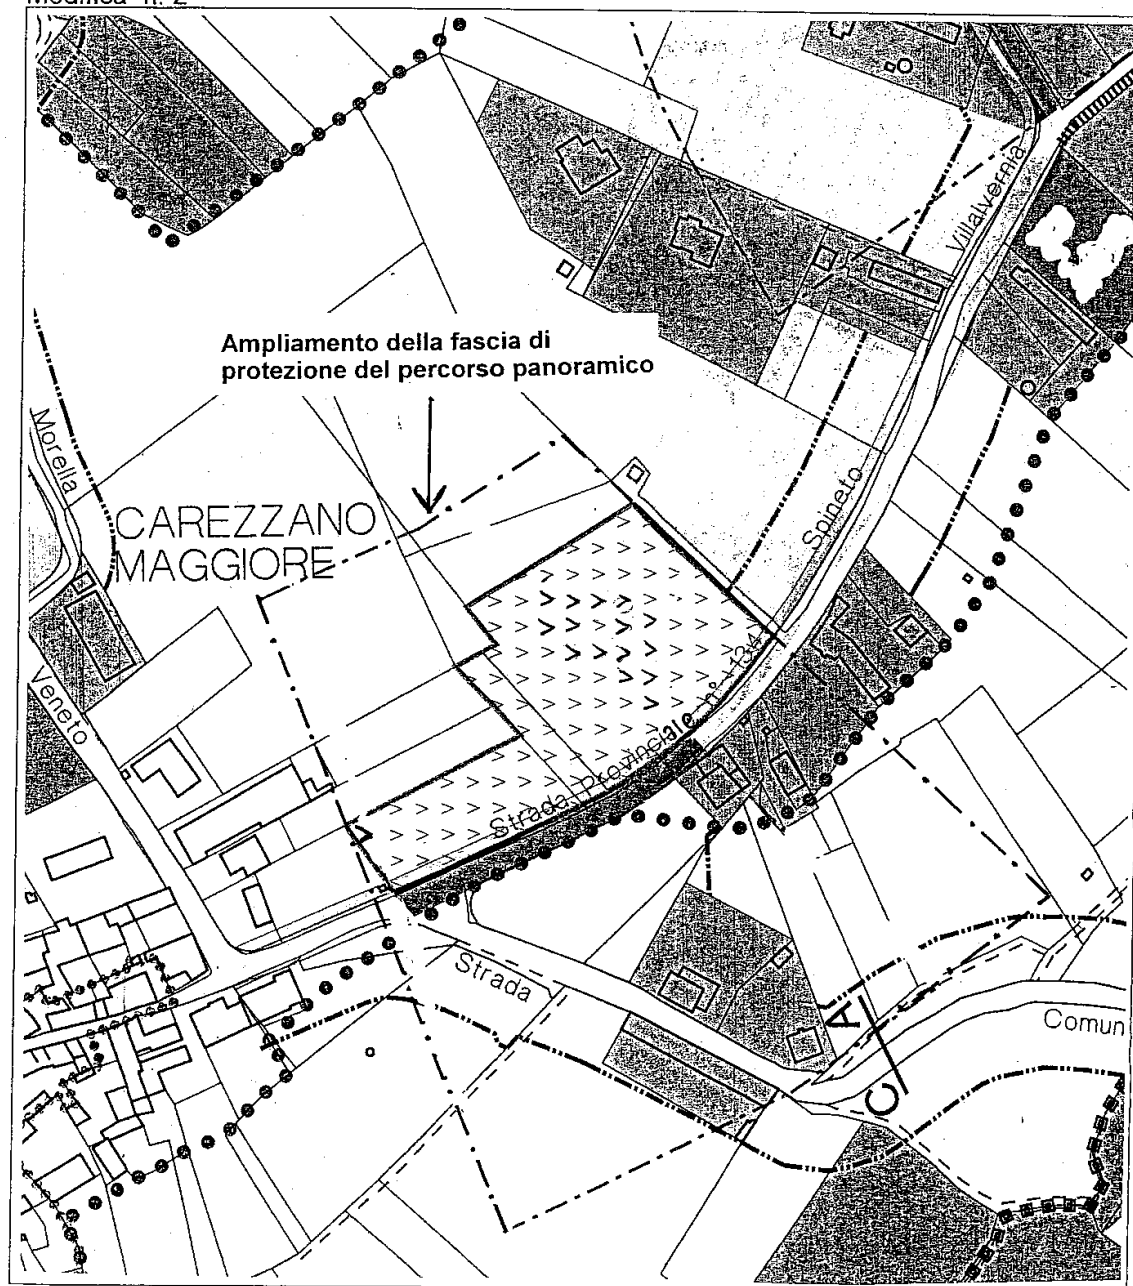 Modifica n. 2
Villalvernia
Ampliamento della fascia di
protezione del percorso panoramico
Morella
CAREZZANO
MAGGIORE
Spineto
Veneto
Strada Provinciale n° 134
Strada
A
C
Comun